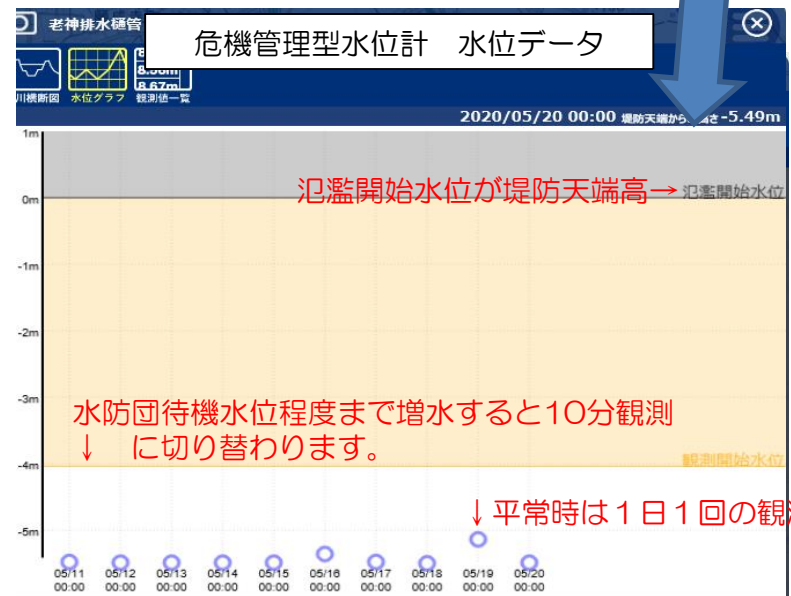 老神排水樋管
危機管理型水位計 水位データ
川横断図 水位グラフ 観測値一覧
8.67m
2020/05/20 00:00 堤防天端から 高さ-5.49m
1m
氾濫開始水位が堤防天端高→氾濫開始水位
0m
-1m
-2m
-3m
水防団待機水位程度まで増水すると10分観測
↓ に切り替わります。
観測開始水位
-4m
↓平常時は1日1回の観
-5m
05/11 05/12 05/13 05/14 05/15 05/16 05/17 05/18 05/19 05/20
00:00 00:00 00:00 00:00 00:00 00:00 00:00 00:00 00:00 00:00